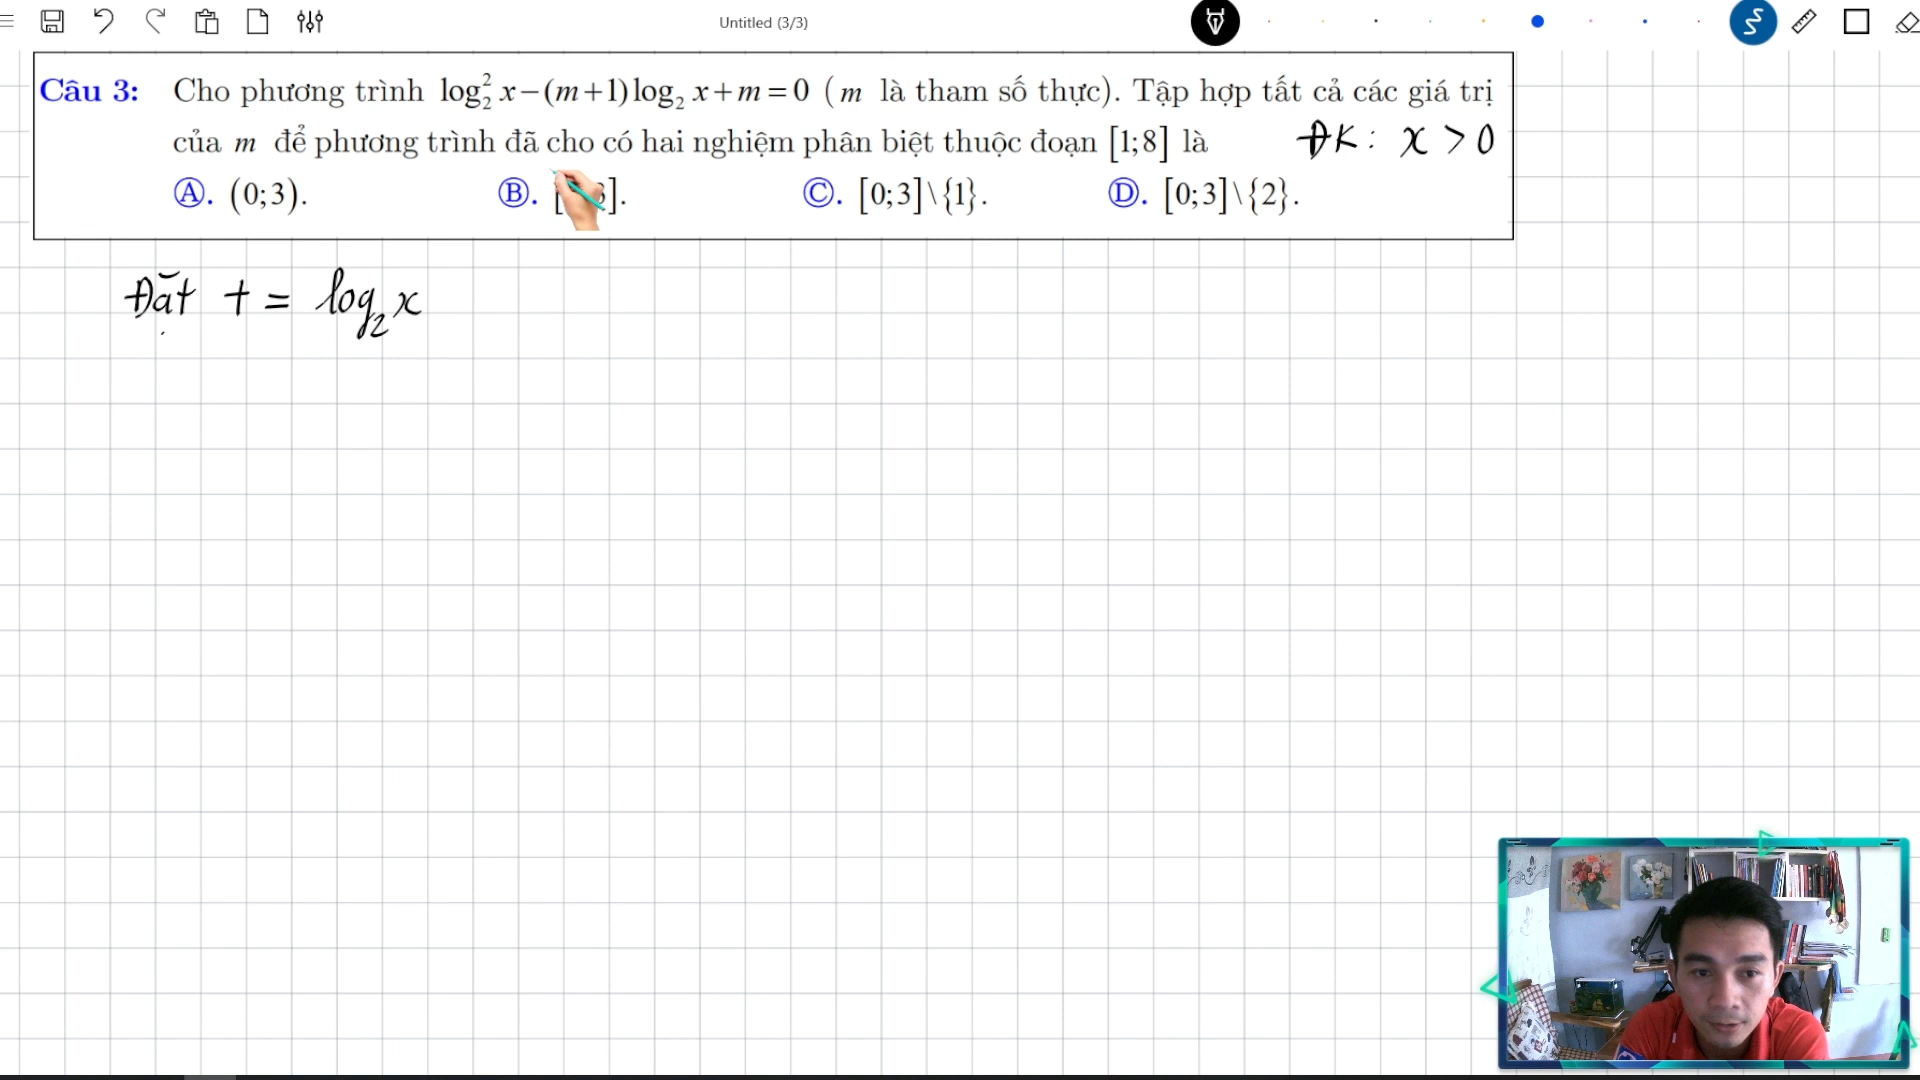 Untitled (3/3)
Câu 3: Cho phương trình log₂² x−(m+1)log₂ x+m=0 (m là tham số thực). Tập hợp tất cả các giá trị
của m để phương trình đã cho có hai nghiệm phân biệt thuộc đoạn [1;8] là ĐK: x > 0
Ⓐ. (0;3). Ⓑ. [ ]. Ⓒ. [0;3]\{1}. Ⓓ. [0;3]\{2}.
Đặt t = log₂x